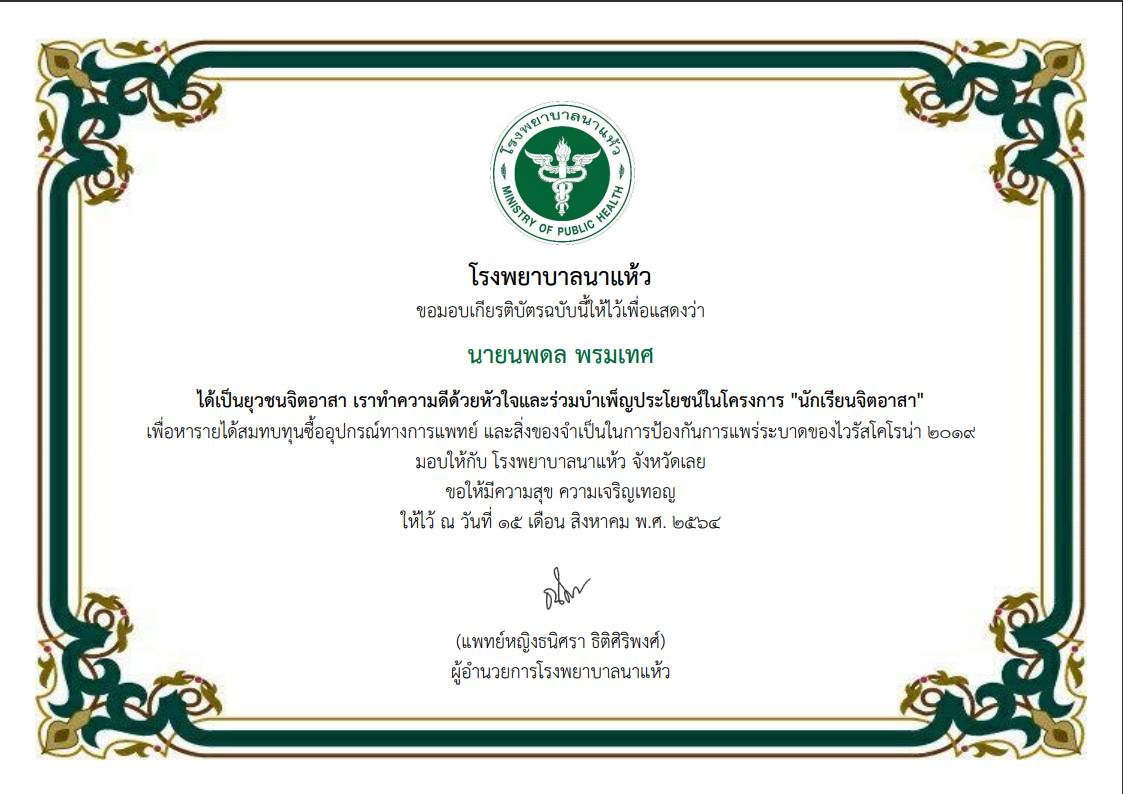 โรงพยาบาลนาแห้ว
MINISTRY OF PUBLIC HEALTH
โรงพยาบาลนาแห้ว
ขอมอบเกียรติบัตรฉบับนี้ให้ไว้เพื่อแสดงว่า
นายนพดล พรมเทศ
ได้เป็นยุวชนจิตอาสา เราทำความดีด้วยหัวใจและร่วมบำเพ็ญประโยชน์ในโครงการ "นักเรียนจิตอาสา"
เพื่อหารายได้สมทบทุนซื้ออุปกรณ์ทางการแพทย์ และสิ่งของจำเป็นในการป้องกันการแพร่ระบาดของไวรัสโคโรน่า ๒๐๑๙
มอบให้กับ โรงพยาบาลนาแห้ว จังหวัดเลย
ขอให้มีความสุข ความเจริญเทอญ
ให้ไว้ ณ วันที่ ๑๕ เดือน สิงหาคม พ.ศ. ๒๕๖๔
(แพทย์หญิงธนิศรา ธิติศิริพงศ์)
ผู้อำนวยการโรงพยาบาลนาแห้ว